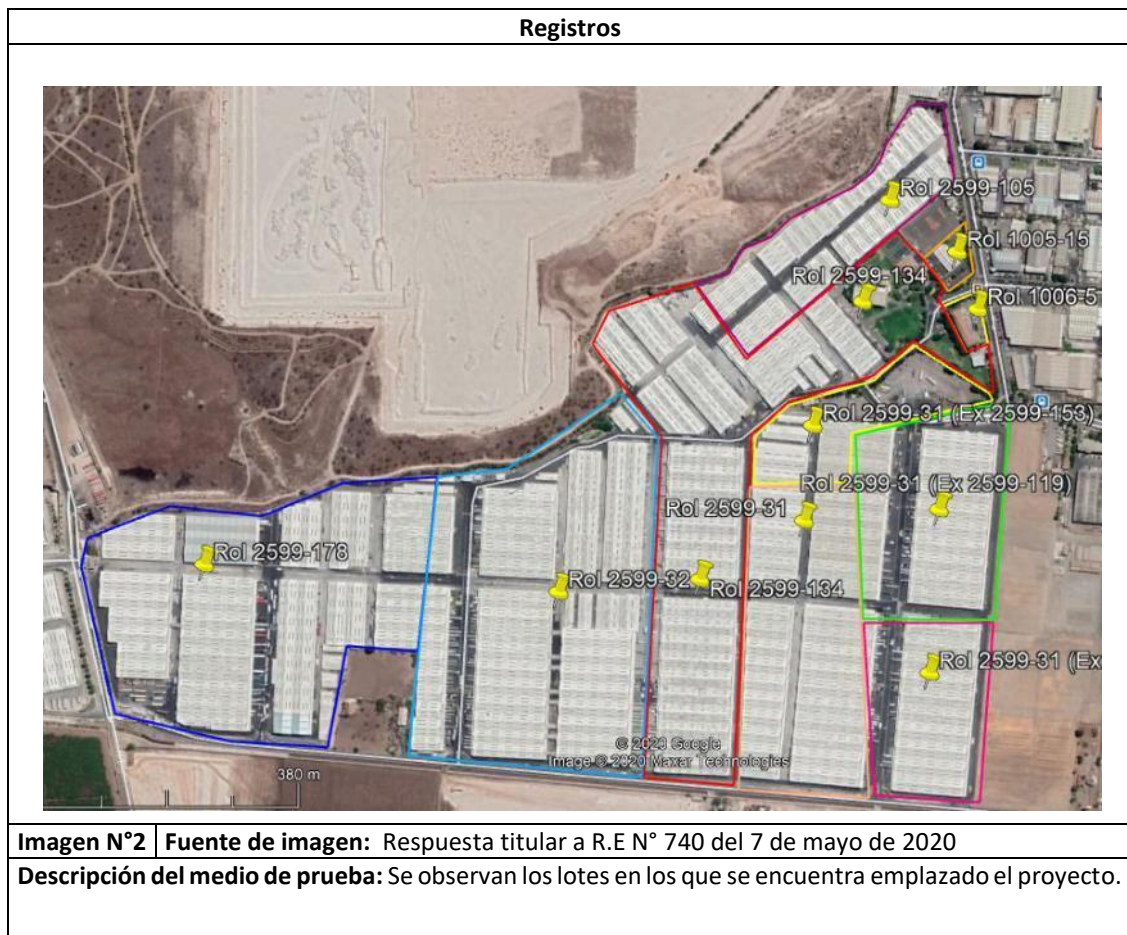 Registros
Rol 2599-105
Rol 1005-15
Rol 2599-134
Rol 1006-5
Rol 2599-31 (Ex 2599-153)
Rol 2599-31 (Ex 2599-119)
Rol 2599-31
Rol 2599-178
Rol 2599-32
Rol 2599-134
Rol 2599-31 (Ex
© 2020 Google
Image © 2020 Maxar Technologies
380 m
Imagen N°2 Fuente de imagen: Respuesta titular a R.E N° 740 del 7 de mayo de 2020
Descripción del medio de prueba: Se observan los lotes en los que se encuentra emplazado el proyecto.